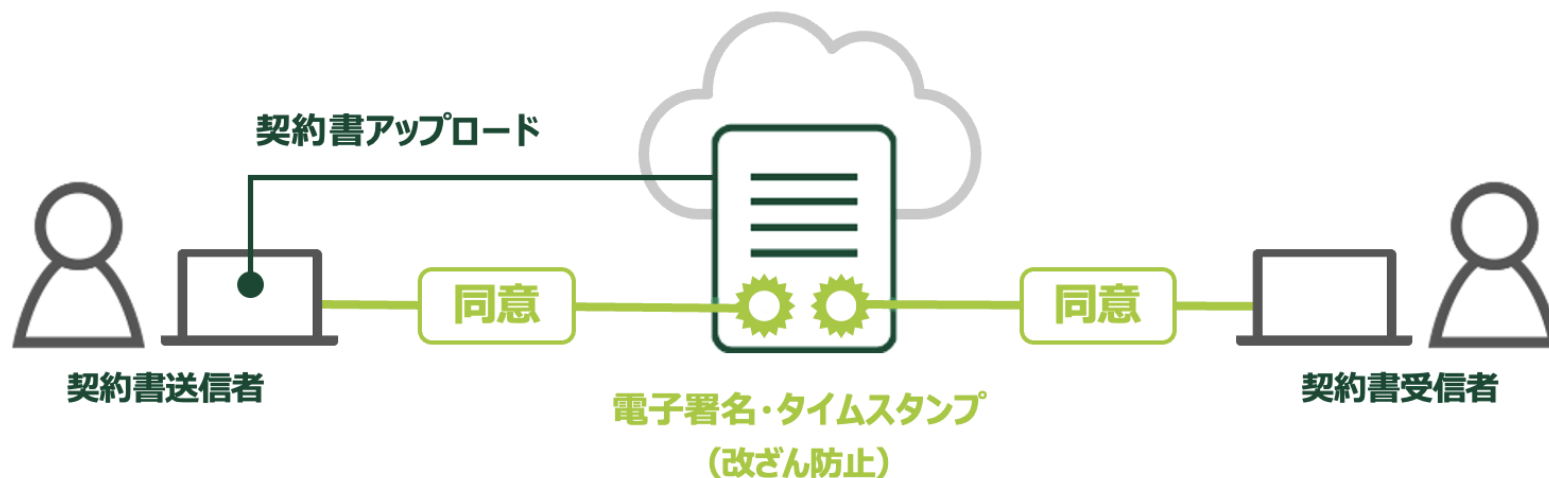 契約書アップロード
同意
同意
契約書送信者
契約書受信者
電子署名・タイムスタンプ
（改ざん防止）